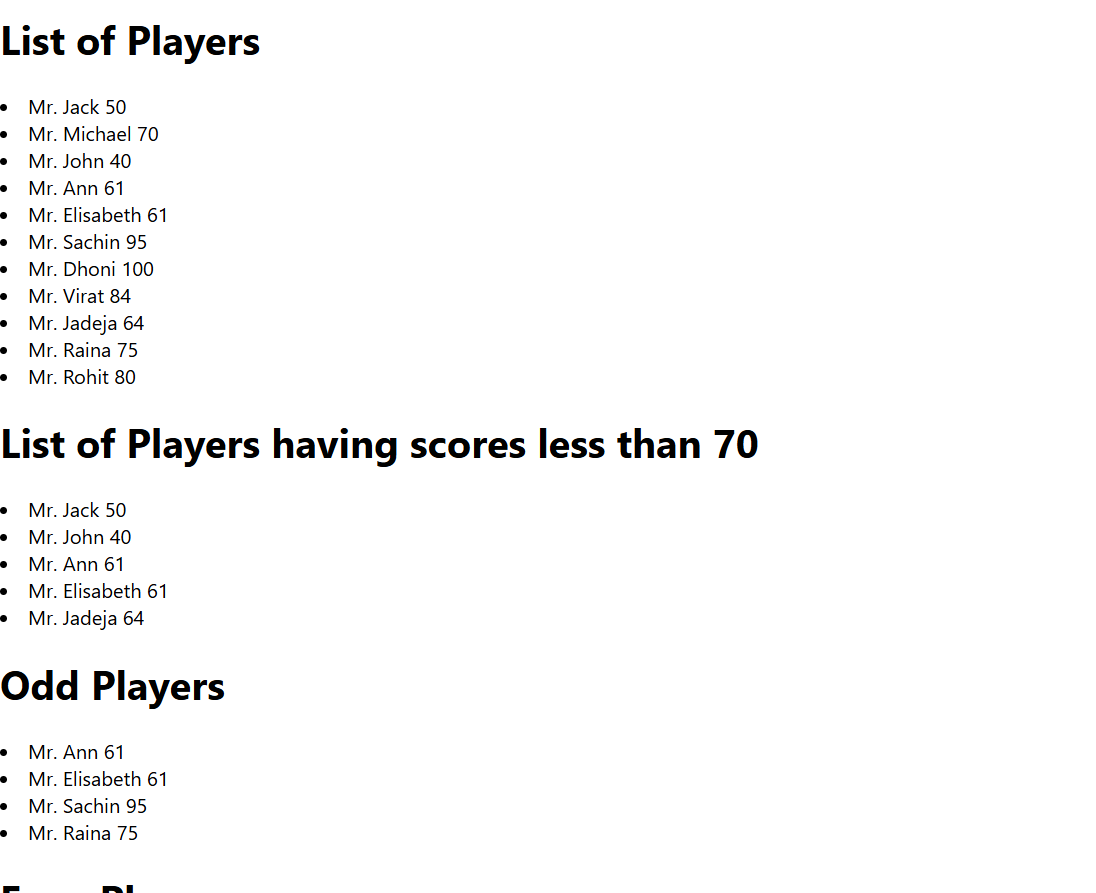 List of Players
Mr. Jack 50
Mr. Michael 70
Mr. John 40
Mr. Ann 61
Mr. Elisabeth 61
Mr. Sachin 95
Mr. Dhoni 100
Mr. Virat 84
Mr. Jadeja 64
Mr. Raina 75
Mr. Rohit 80
List of Players having scores less than 70
Mr. Jack 50
Mr. John 40
Mr. Ann 61
Mr. Elisabeth 61
Mr. Jadeja 64
Odd Players
Mr. Ann 61
Mr. Elisabeth 61
Mr. Sachin 95
Mr. Raina 75